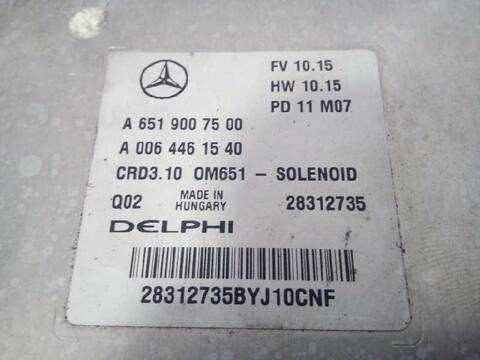 FV 10.15
HW 10.15
PD 11 M07
A 651 900 75 00
A 006 446 15 40
CRD3.10 OM651 - SOLENOID
Q02 MADE IN HUNGARY 28312735
DELPHI
28312735BYJ10CNF